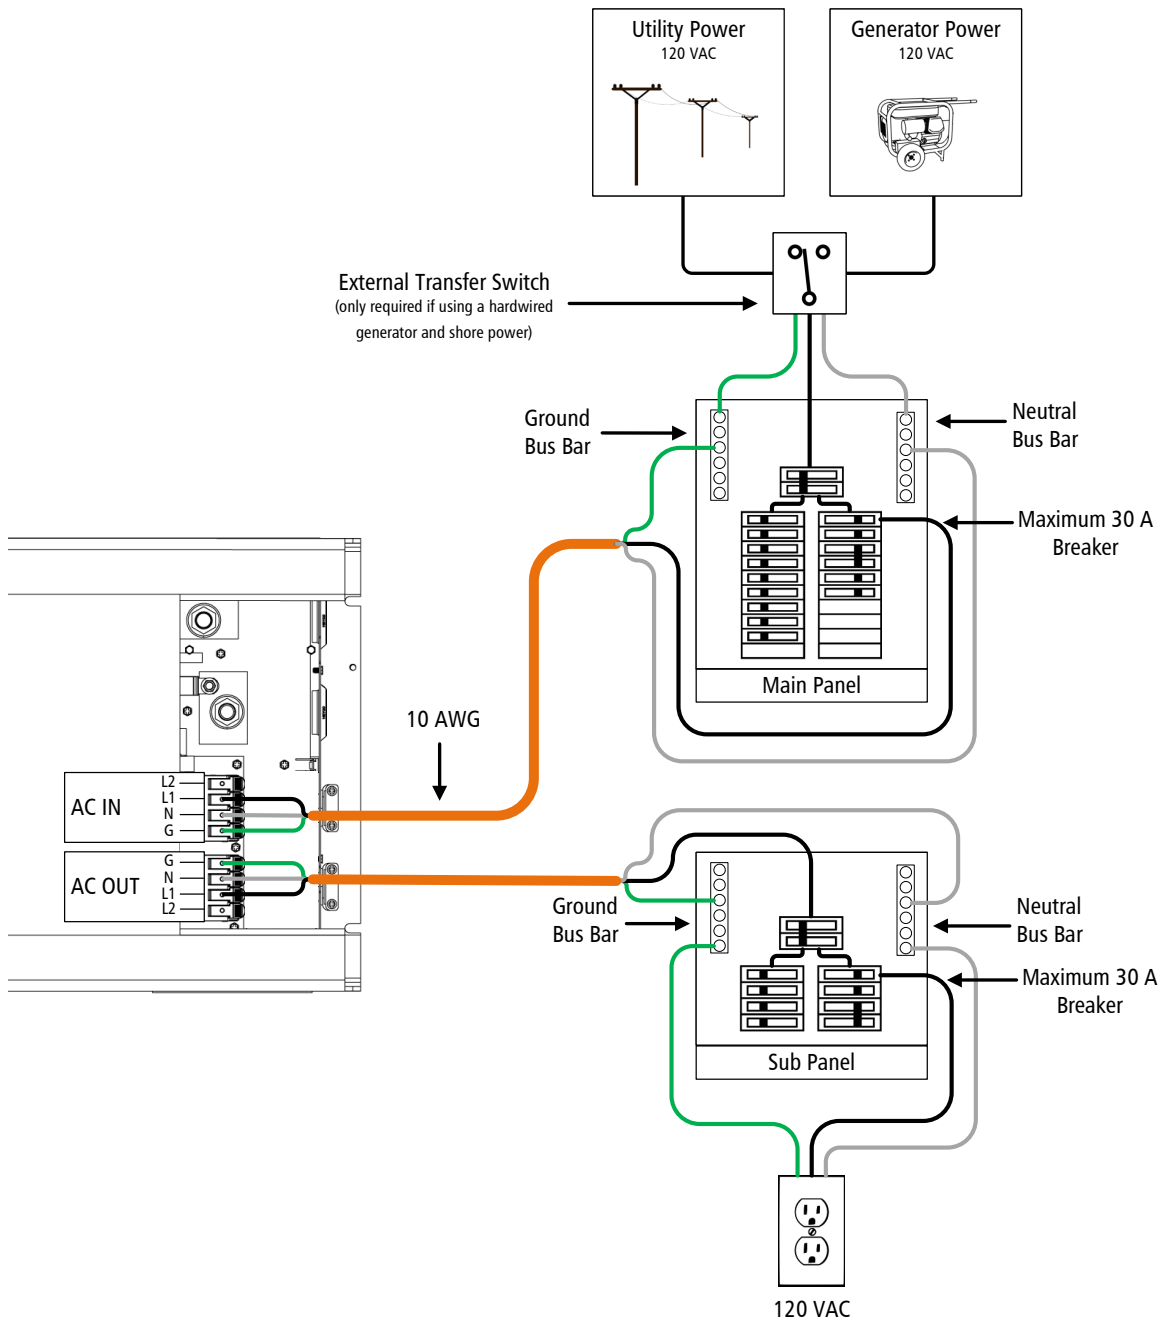 Utility Power
120 VAC
Generator Power
120 VAC
External Transfer Switch
(only required if using a hardwired
generator and shore power)
Ground
Bus Bar
Neutral
Bus Bar
Maximum 30 A
Breaker
Main Panel
10 AWG
AC IN
L2
L1
N
G
AC OUT
G
N
L1
L2
Ground
Bus Bar
Neutral
Bus Bar
Maximum 30 A
Breaker
Sub Panel
120 VAC